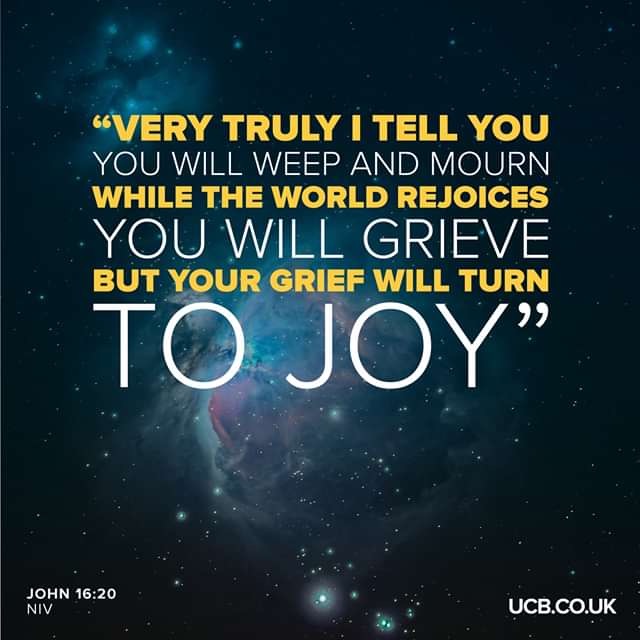 “VERY TRULY I TELL YOU
YOU WILL WEEP AND MOURN
WHILE THE WORLD REJOICES
YOU WILL GRIEVE
BUT YOUR GRIEF WILL TURN
TO JOY”
JOHN 16:20
NIV
UCB.CO.UK